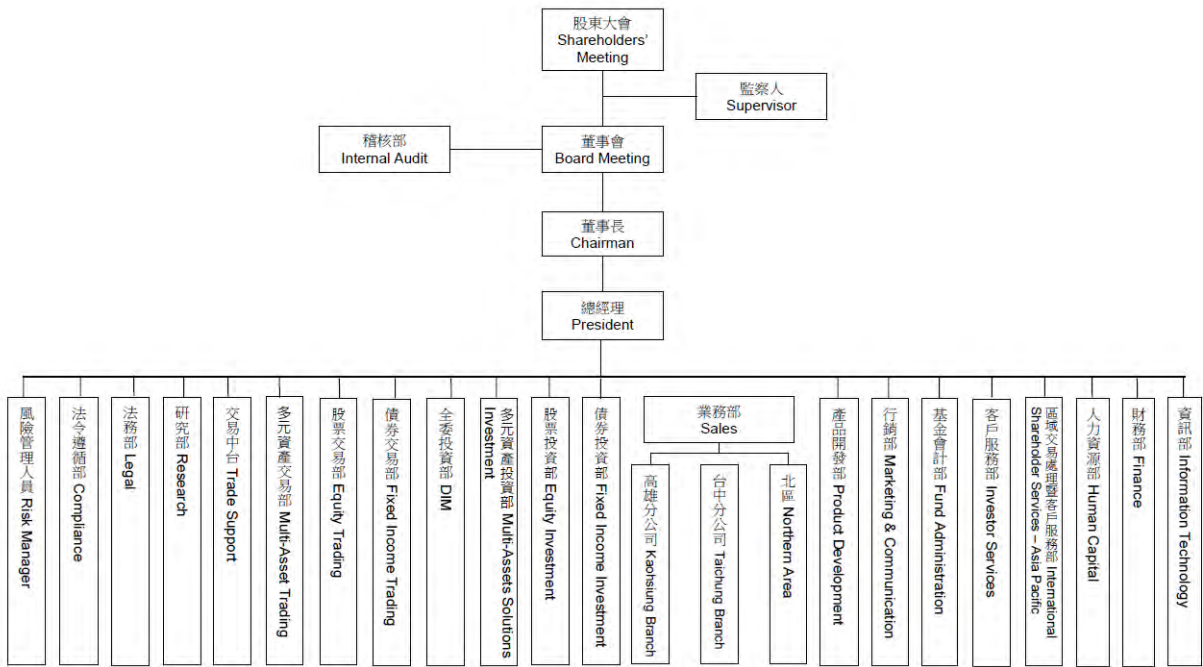 股東大會
Shareholders'
Meeting
監察人
Supervisor
稽核部
Internal Audit
董事會
Board Meeting
董事長
Chairman
總經理
President
風險管理人員 Risk Manager
法令遵循部 Compliance
法務部 Legal
研究部 Research
交易中台 Trade Support
多元資產交易部 Multi-Asset Trading
股票交易部 Equity Trading
債券交易部 Fixed Income Trading
全委投資部 DIM
多元資產投資部 Multi-Assets Solutions
Investment
股票投資部 Equity Investment
債券投資部 Fixed Income Investment
業務部
Sales
高雄分公司 Kaohsiung Branch
台中分公司 Taichung Branch
北區 Northern Area
產品開發部 Product Development
行銷部 Marketing & Communication
基金會計部 Fund Administration
客戶服務部 Investor Services
區域交易處理暨客戶服務部 International
Shareholder Services – Asia Pacific
人力資源部 Human Capital
財務部 Finance
資訊部 Information Technology